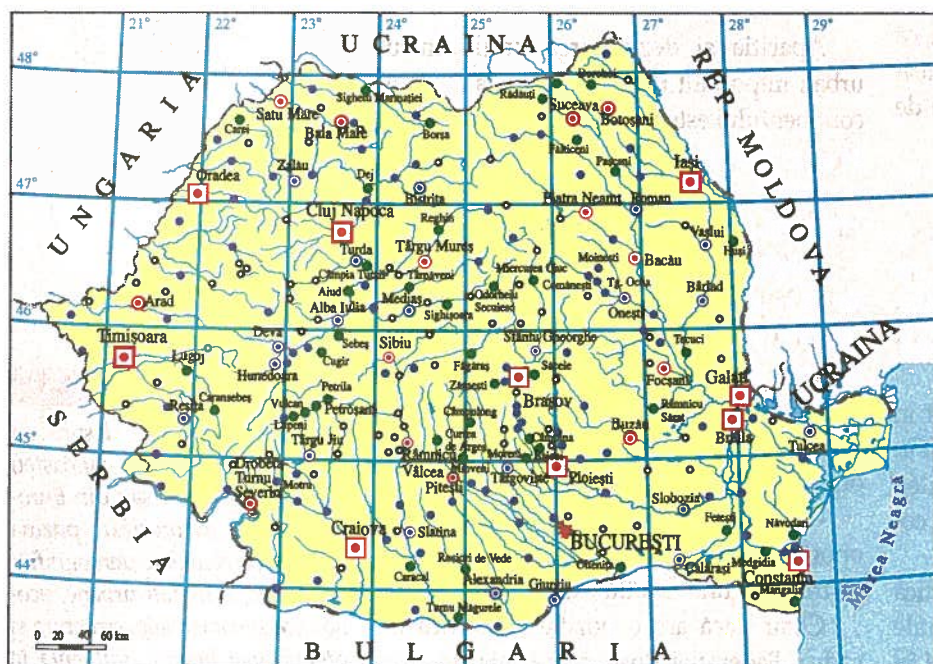 21°
22°
23°
24°
25°
26°
27°
28°
29°
48°
47°
46°
45°
44°
UCRAINA
REP MOLDOVA
UNGARIA
UCRAINA
SERBIA
BULGARIA
Marea Neagră
Dorohoi
Sighetu Marmației
Rădăuți
Satu Mare
Suceava
Botoșani
Carei
Baia Mare
Borșa
Fălticeni
Pașcani
Iași
Zalău
Oradea
Dej
Bistrița
Piatra Neamț
Roman
Cluj Napoca
Reghin
Vaslui
Huși
Turda
Târgu Mureș
Moinești
Bacău
Câmpia Turzii
Târnăveni
Miercurea Ciuc
Comănești
Tg. Ocna
Arad
Aiud
Mediaș
Odorheiu
Secuiesc
Bârlad
Alba Iulia
Sighișoara
Onești
Timișoara
Deva
Sebeș
Sibiu
Sfântu Gheorghe
Tecuci
Lugoj
Cugir
Făgăraș
Săcele
Hunedoara
Zărnești
Focșani
Galați
Petrila
Brașov
Caransebeș
Vulcan
Petroșani
Câmpulung
Râmnicu
Sărat
Reșița
Lupeni
Curtea
de Argeș
Câmpina
Buzău
Brăila
Tulcea
Târgu Jiu
Moreni
Drobeta
Turnu
Severin
Râmnicu
Vâlcea
Mioveni
Târgoviște
Ploiești
Motru
Pitești
Slobozia
Fetești
Năvodari
Craiova
Slatina
BUCUREȘTI
Roșiori de Vede
Oltenița
Călărași
Medgidia
Caracal
Alexandria
Giurgiu
Constanța
Mangalia
Turnu Măgurele
0 20 40 60 km